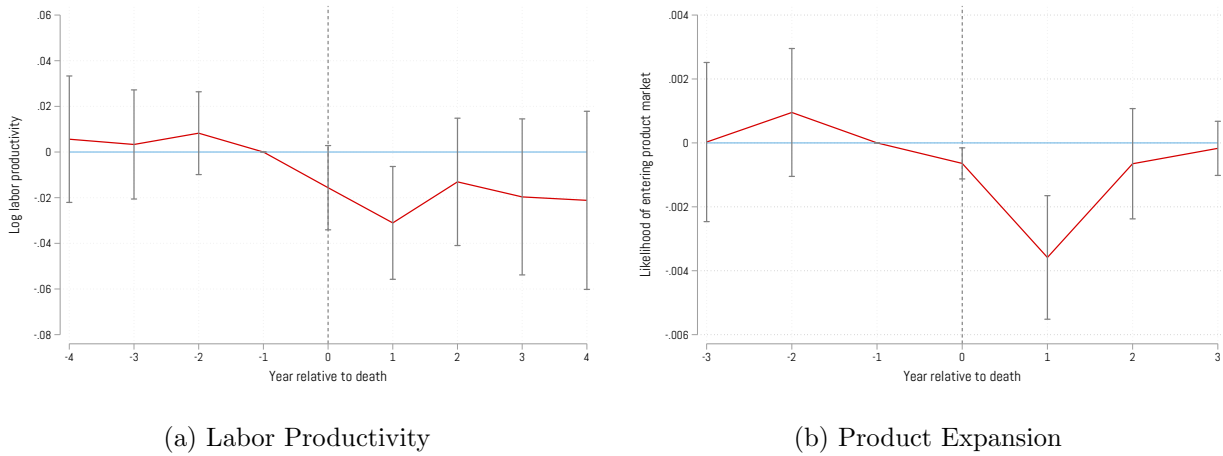 .06
.04
.02
0
-.02
-.04
-.06
-.08
Log labor productivity
-4 -3 -2 -1 0 1 2 3 4
Year relative to death
(a) Labor Productivity
.004
.002
0
-.002
-.004
-.006
Likelihood of entering product market
-3 -2 -1 0 1 2 3
Year relative to death
(b) Product Expansion